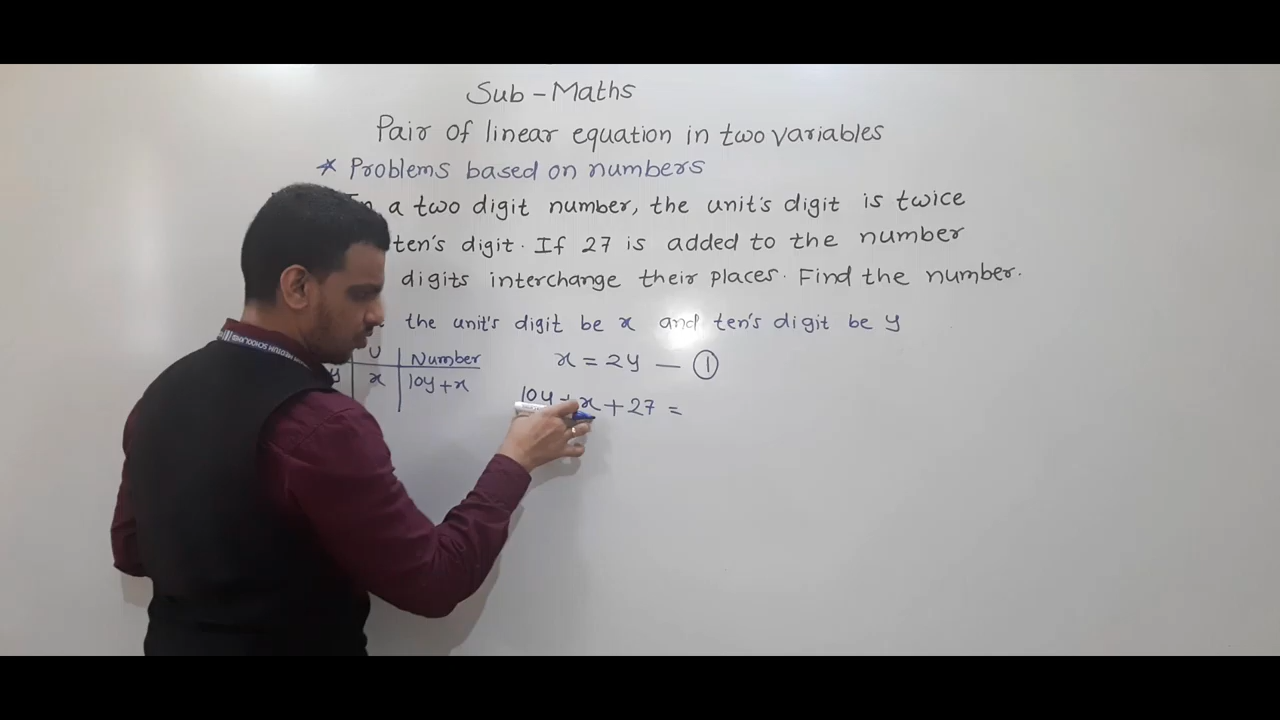 Sub - Maths
Pair of linear equation in two variables
* Problems based on numbers
In a two digit number, the unit's digit is twice
ten's digit. If 27 is added to the number
digits interchange their places. Find the number.
the unit's digit be x and ten's digit be y
U Number
x = 2y — ①
y x 10y + x
10y + x + 27 =